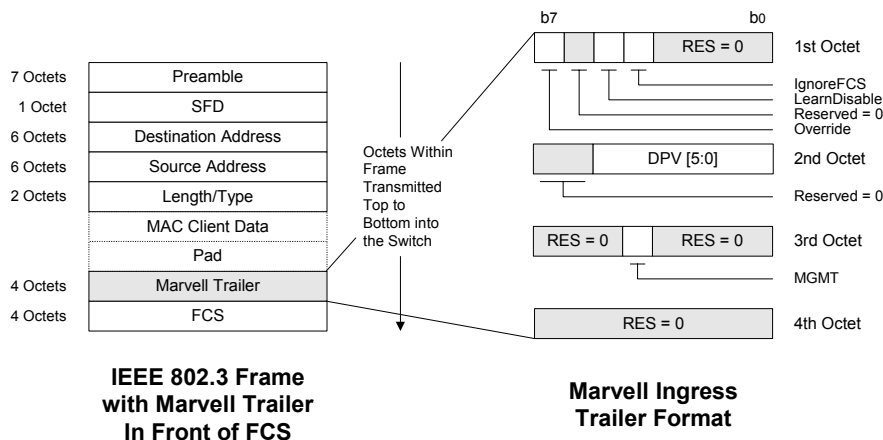 7 Octets Preamble
1 Octet SFD
6 Octets Destination Address
6 Octets Source Address
2 Octets Length/Type
MAC Client Data
Pad
4 Octets Marvell Trailer
4 Octets FCS
IEEE 802.3 Frame
with Marvell Trailer
In Front of FCS
Octets Within
Frame
Transmitted
Top to
Bottom into
the Switch
b7 b0
RES = 0 1st Octet
IgnoreFCS
LearnDisable
Reserved = 0
Override
DPV [5:0] 2nd Octet
Reserved = 0
RES = 0 RES = 0 3rd Octet
MGMT
RES = 0 4th Octet
Marvell Ingress
Trailer Format